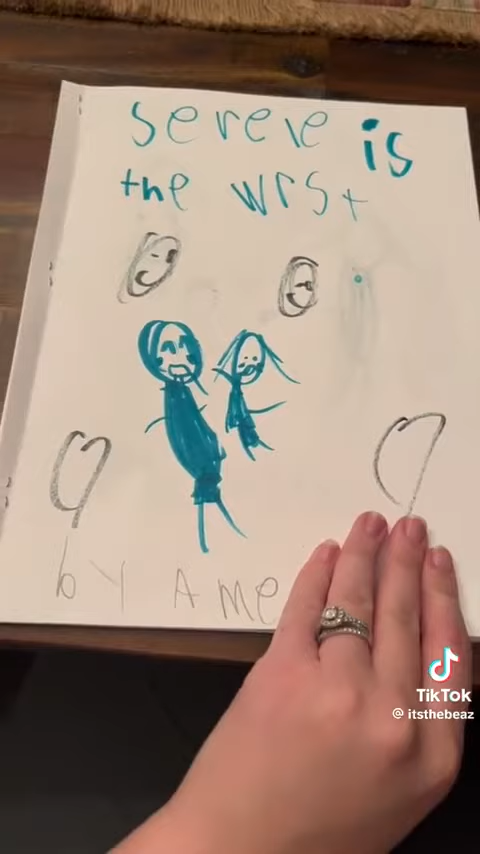 serele is
the wrst
by Ame
TikTok
@ itsthebeaz